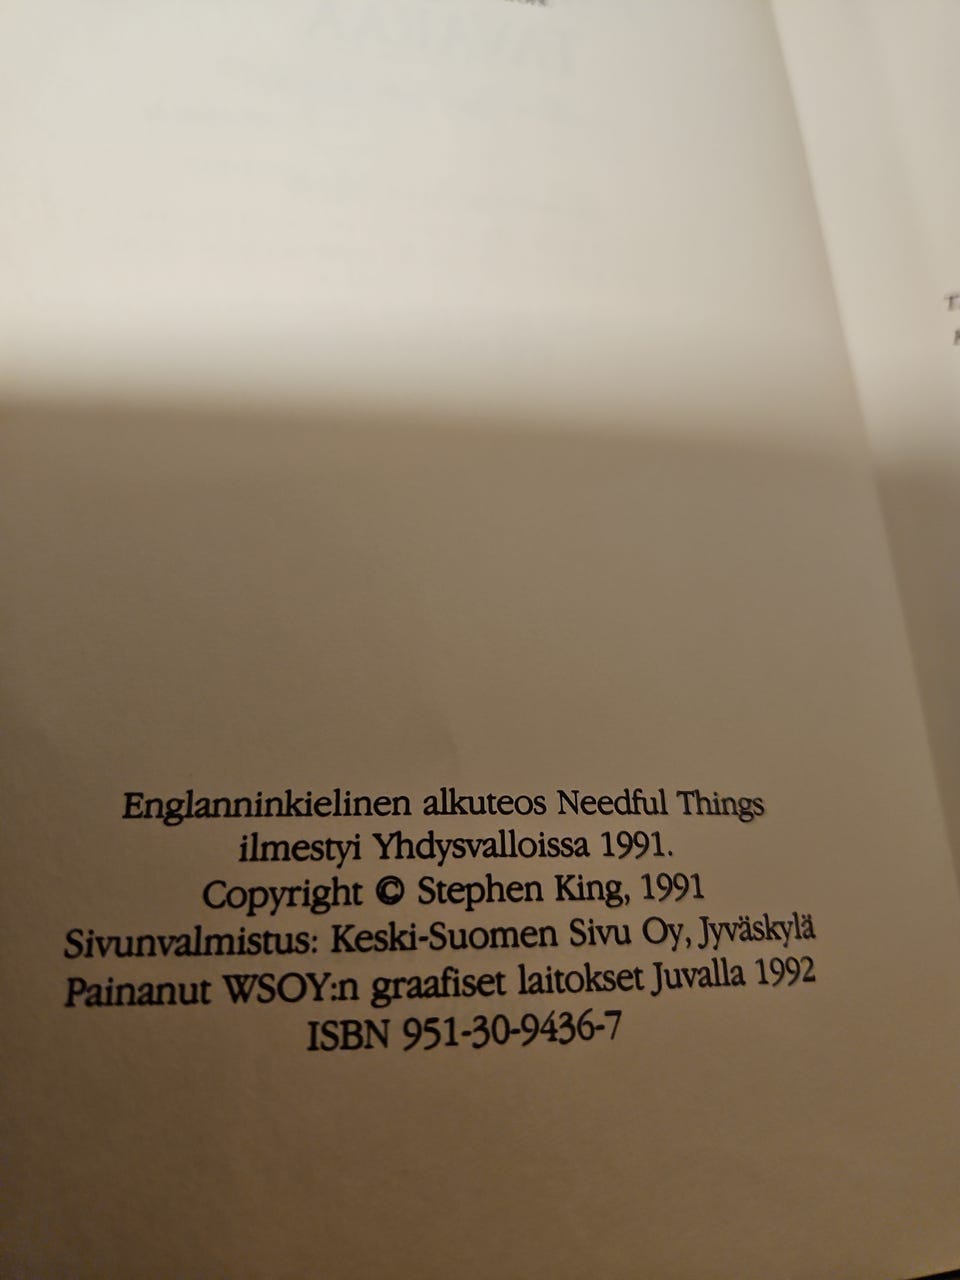 Englanninkielinen alkuteos Needful Things
ilmestyi Yhdysvalloissa 1991.
Copyright © Stephen King, 1991
Sivunvalmistus: Keski-Suomen Sivu Oy, Jyväskylä
Painanut WSOY:n graafiset laitokset Juvalla 1992
ISBN 951-30-9436-7